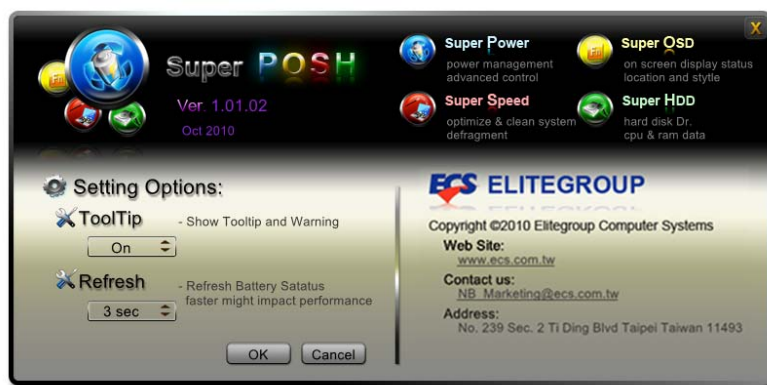 X
Super POSH
Ver. 1.01.02
Oct 2010
Super Power
power management
advanced control
Super OSD
on screen display status
location and stytle
Super Speed
optimize & clean system
defragment
Super HDD
hard disk Dr.
cpu & ram data
Setting Options:
ToolTip - Show Tooltip and Warning
On
Refresh - Refresh Battery Satatus
faster might impact performance
3 sec
OK Cancel
ECS ELITEGROUP
Copyright ©2010 Elitegroup Computer Systems
Web Site:
www.ecs.com.tw
Contact us:
NB_Marketing@ecs.com.tw
Address:
No. 239 Sec. 2 Ti Ding Blvd Taipei Taiwan 11493